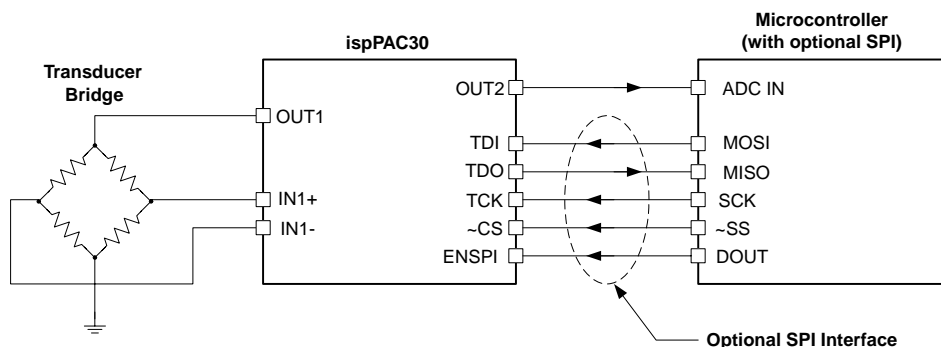 Microcontroller
(with optional SPI)
ispPAC30
Transducer
Bridge
OUT1
IN1+
IN1-
OUT2
TDI
TDO
TCK
~CS
ENSPI
ADC IN
MOSI
MISO
SCK
~SS
DOUT
Optional SPI Interface